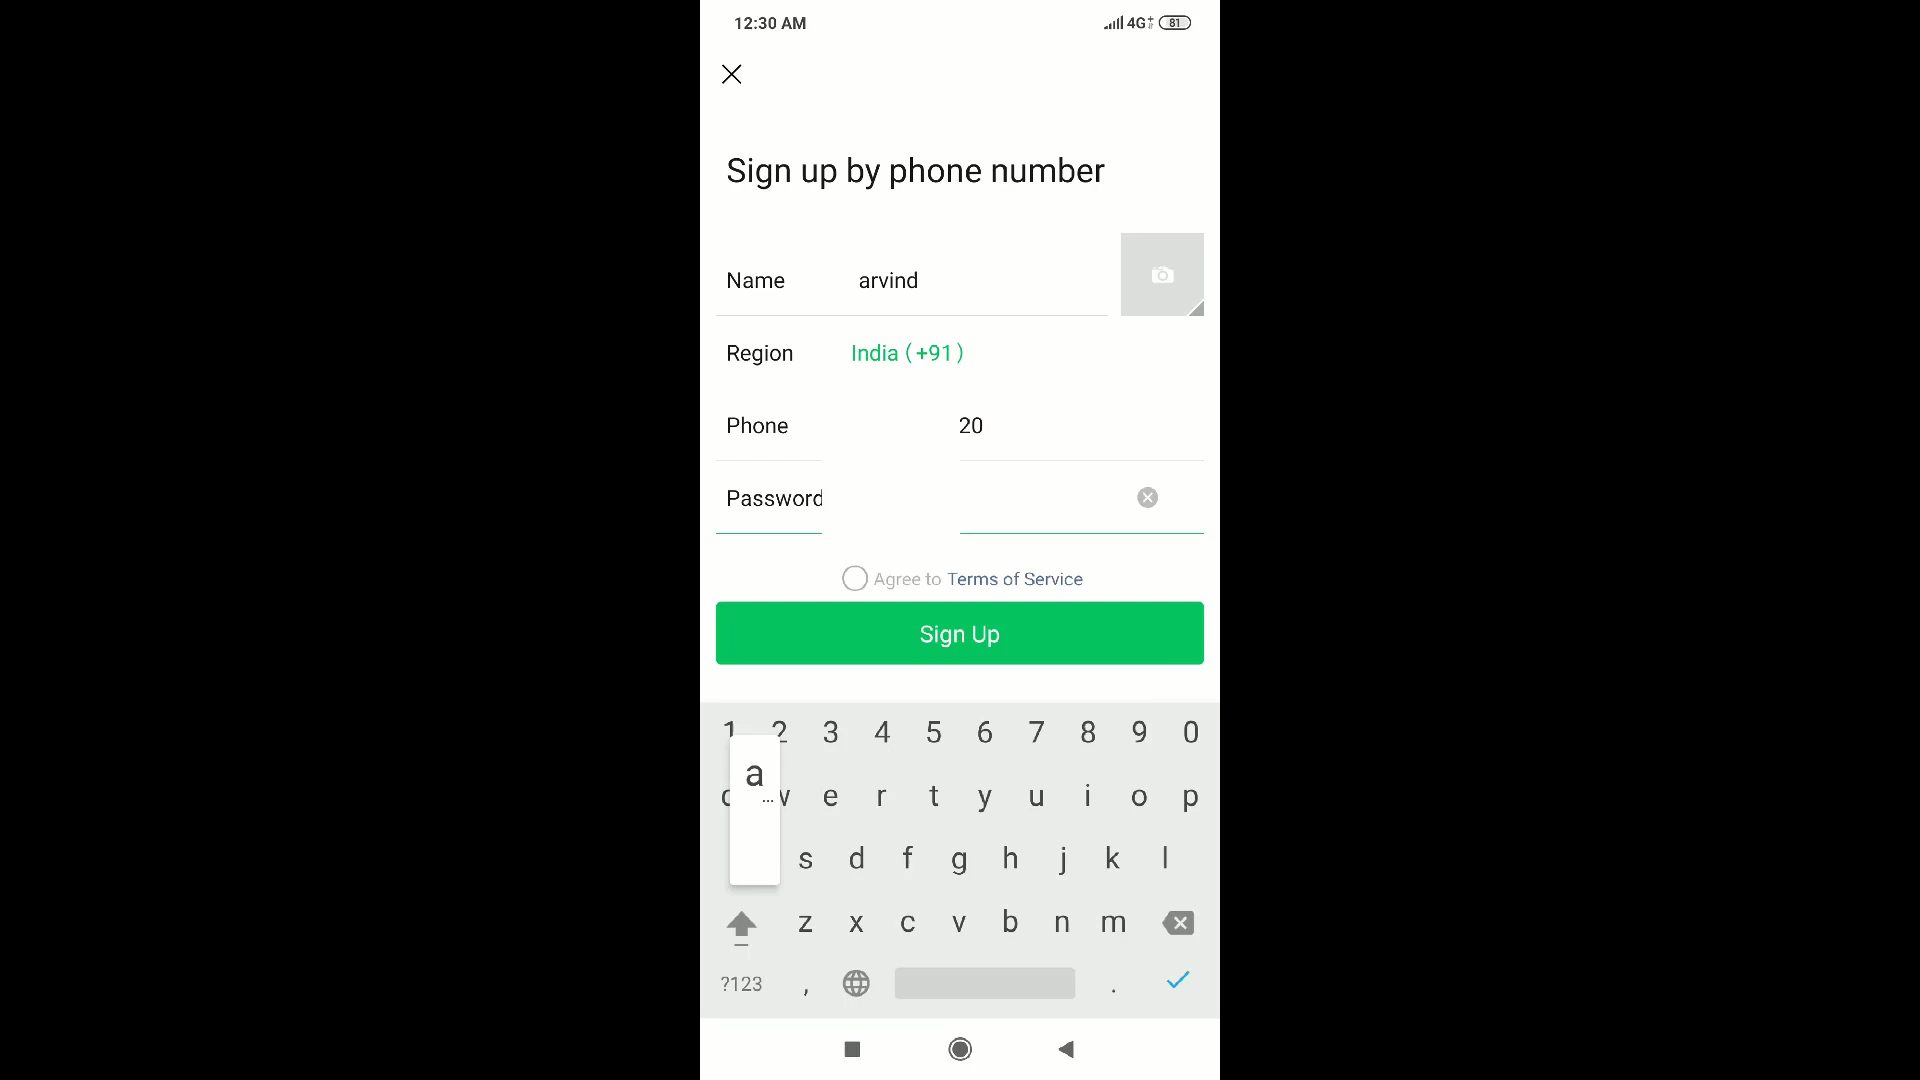 12:30 AM 4G+ 81
Sign up by phone number
Name arvind
Region India (+91)
Phone 20
Password
Agree to Terms of Service
Sign Up
1 2 3 4 5 6 7 8 9 0
a
w e r t y u i o p
s d f g h j k l
z x c v b n m
?123 , .